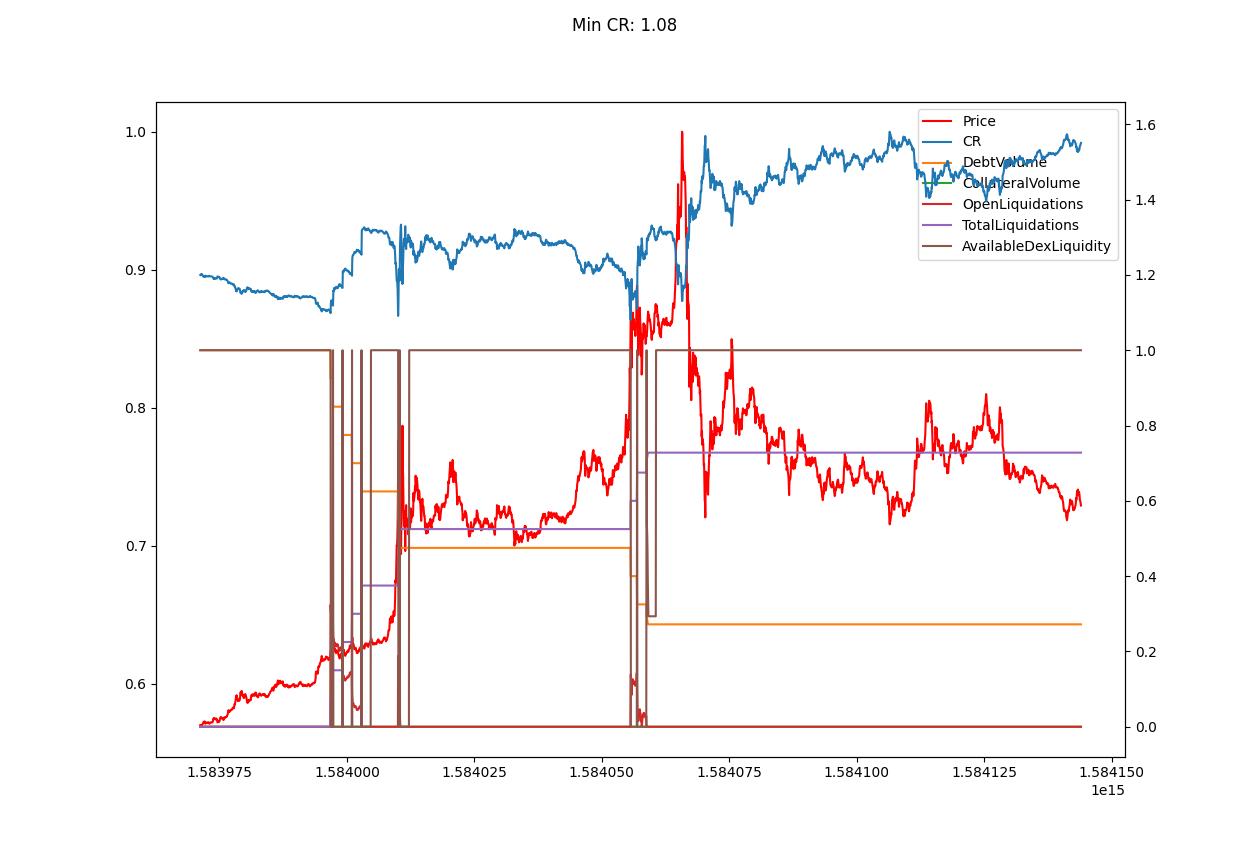 Min CR: 1.08
1.0
0.9
0.8
0.7
0.6
1.6
1.4
1.2
1.0
0.8
0.6
0.4
0.2
0.0
Price
CR
DebtVolume
CollateralVolume
OpenLiquidations
TotalLiquidations
AvailableDexLiquidity
1.583975 1.584000 1.584025 1.584050 1.584075 1.584100 1.584125 1.584150
1e15